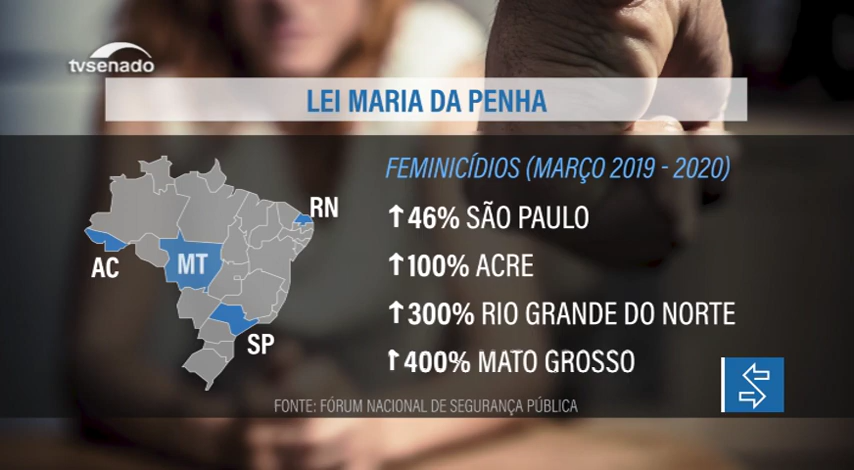 tvsenado
LEI MARIA DA PENHA
FEMINICÍDIOS (MARÇO 2019 - 2020)
↑46% SÃO PAULO
↑100% ACRE
↑300% RIO GRANDE DO NORTE
↑400% MATO GROSSO
RN
AC
MT
SP
FONTE: FÓRUM NACIONAL DE SEGURANÇA PÚBLICA